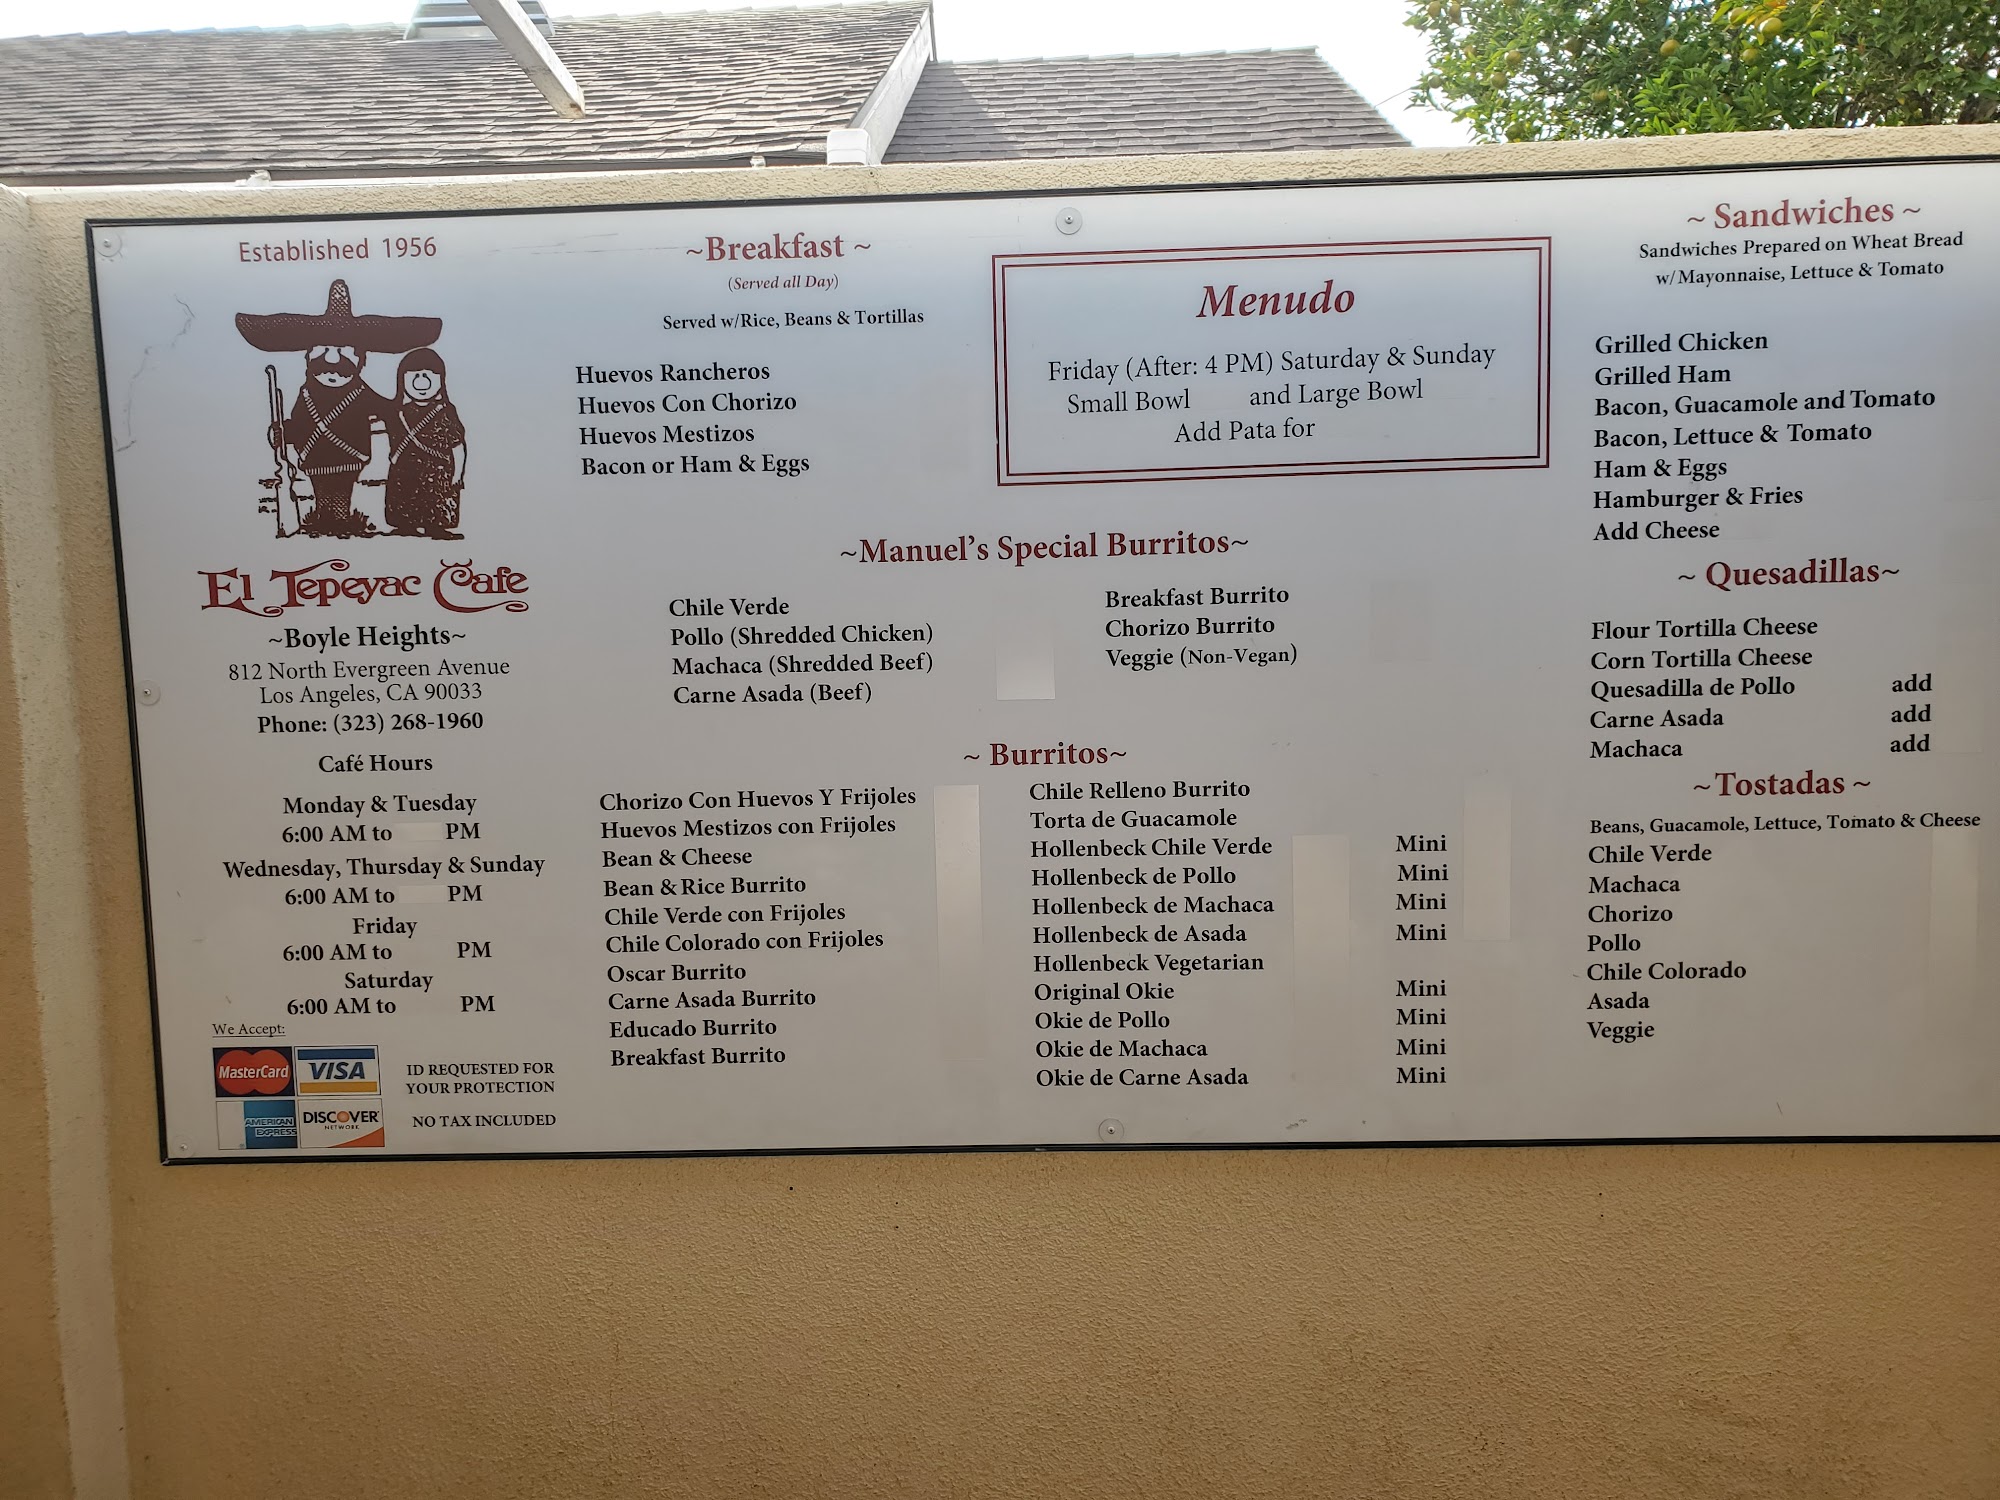 Established 1956
El Tepeyac Cafe
~Boyle Heights~
812 North Evergreen Avenue
Los Angeles, CA 90033
Phone: (323) 268-1960
Café Hours
Monday & Tuesday
6:00 AM to PM
Wednesday, Thursday & Sunday
6:00 AM to PM
Friday
6:00 AM to PM
Saturday
6:00 AM to PM
We Accept:
MasterCard
VISA
AMERICAN EXPRESS
DISCOVER
NETWORK
ID REQUESTED FOR
YOUR PROTECTION
NO TAX INCLUDED
~Breakfast ~
(Served all Day)
Served w/Rice, Beans & Tortillas
Huevos Rancheros
Huevos Con Chorizo
Huevos Mestizos
Bacon or Ham & Eggs
Menudo
Friday (After: 4 PM) Saturday & Sunday
Small Bowl and Large Bowl
Add Pata for
~Manuel's Special Burritos~
Chile Verde
Pollo (Shredded Chicken)
Machaca (Shredded Beef)
Carne Asada (Beef)
Breakfast Burrito
Chorizo Burrito
Veggie (Non-Vegan)
~ Burritos~
Chorizo Con Huevos Y Frijoles
Huevos Mestizos con Frijoles
Bean & Cheese
Bean & Rice Burrito
Chile Verde con Frijoles
Chile Colorado con Frijoles
Oscar Burrito
Carne Asada Burrito
Educado Burrito
Breakfast Burrito
Chile Relleno Burrito
Torta de Guacamole
Hollenbeck Chile Verde Mini
Hollenbeck de Pollo Mini
Hollenbeck de Machaca Mini
Hollenbeck de Asada Mini
Hollenbeck Vegetarian
Original Okie Mini
Okie de Pollo Mini
Okie de Machaca Mini
Okie de Carne Asada Mini
~ Sandwiches ~
Sandwiches Prepared on Wheat Bread
w/Mayonnaise, Lettuce & Tomato
Grilled Chicken
Grilled Ham
Bacon, Guacamole and Tomato
Bacon, Lettuce & Tomato
Ham & Eggs
Hamburger & Fries
Add Cheese
~ Quesadillas~
Flour Tortilla Cheese
Corn Tortilla Cheese
Quesadilla de Pollo add
Carne Asada add
Machaca add
~Tostadas ~
Beans, Guacamole, Lettuce, Tomato & Cheese
Chile Verde
Machaca
Chorizo
Pollo
Chile Colorado
Asada
Veggie